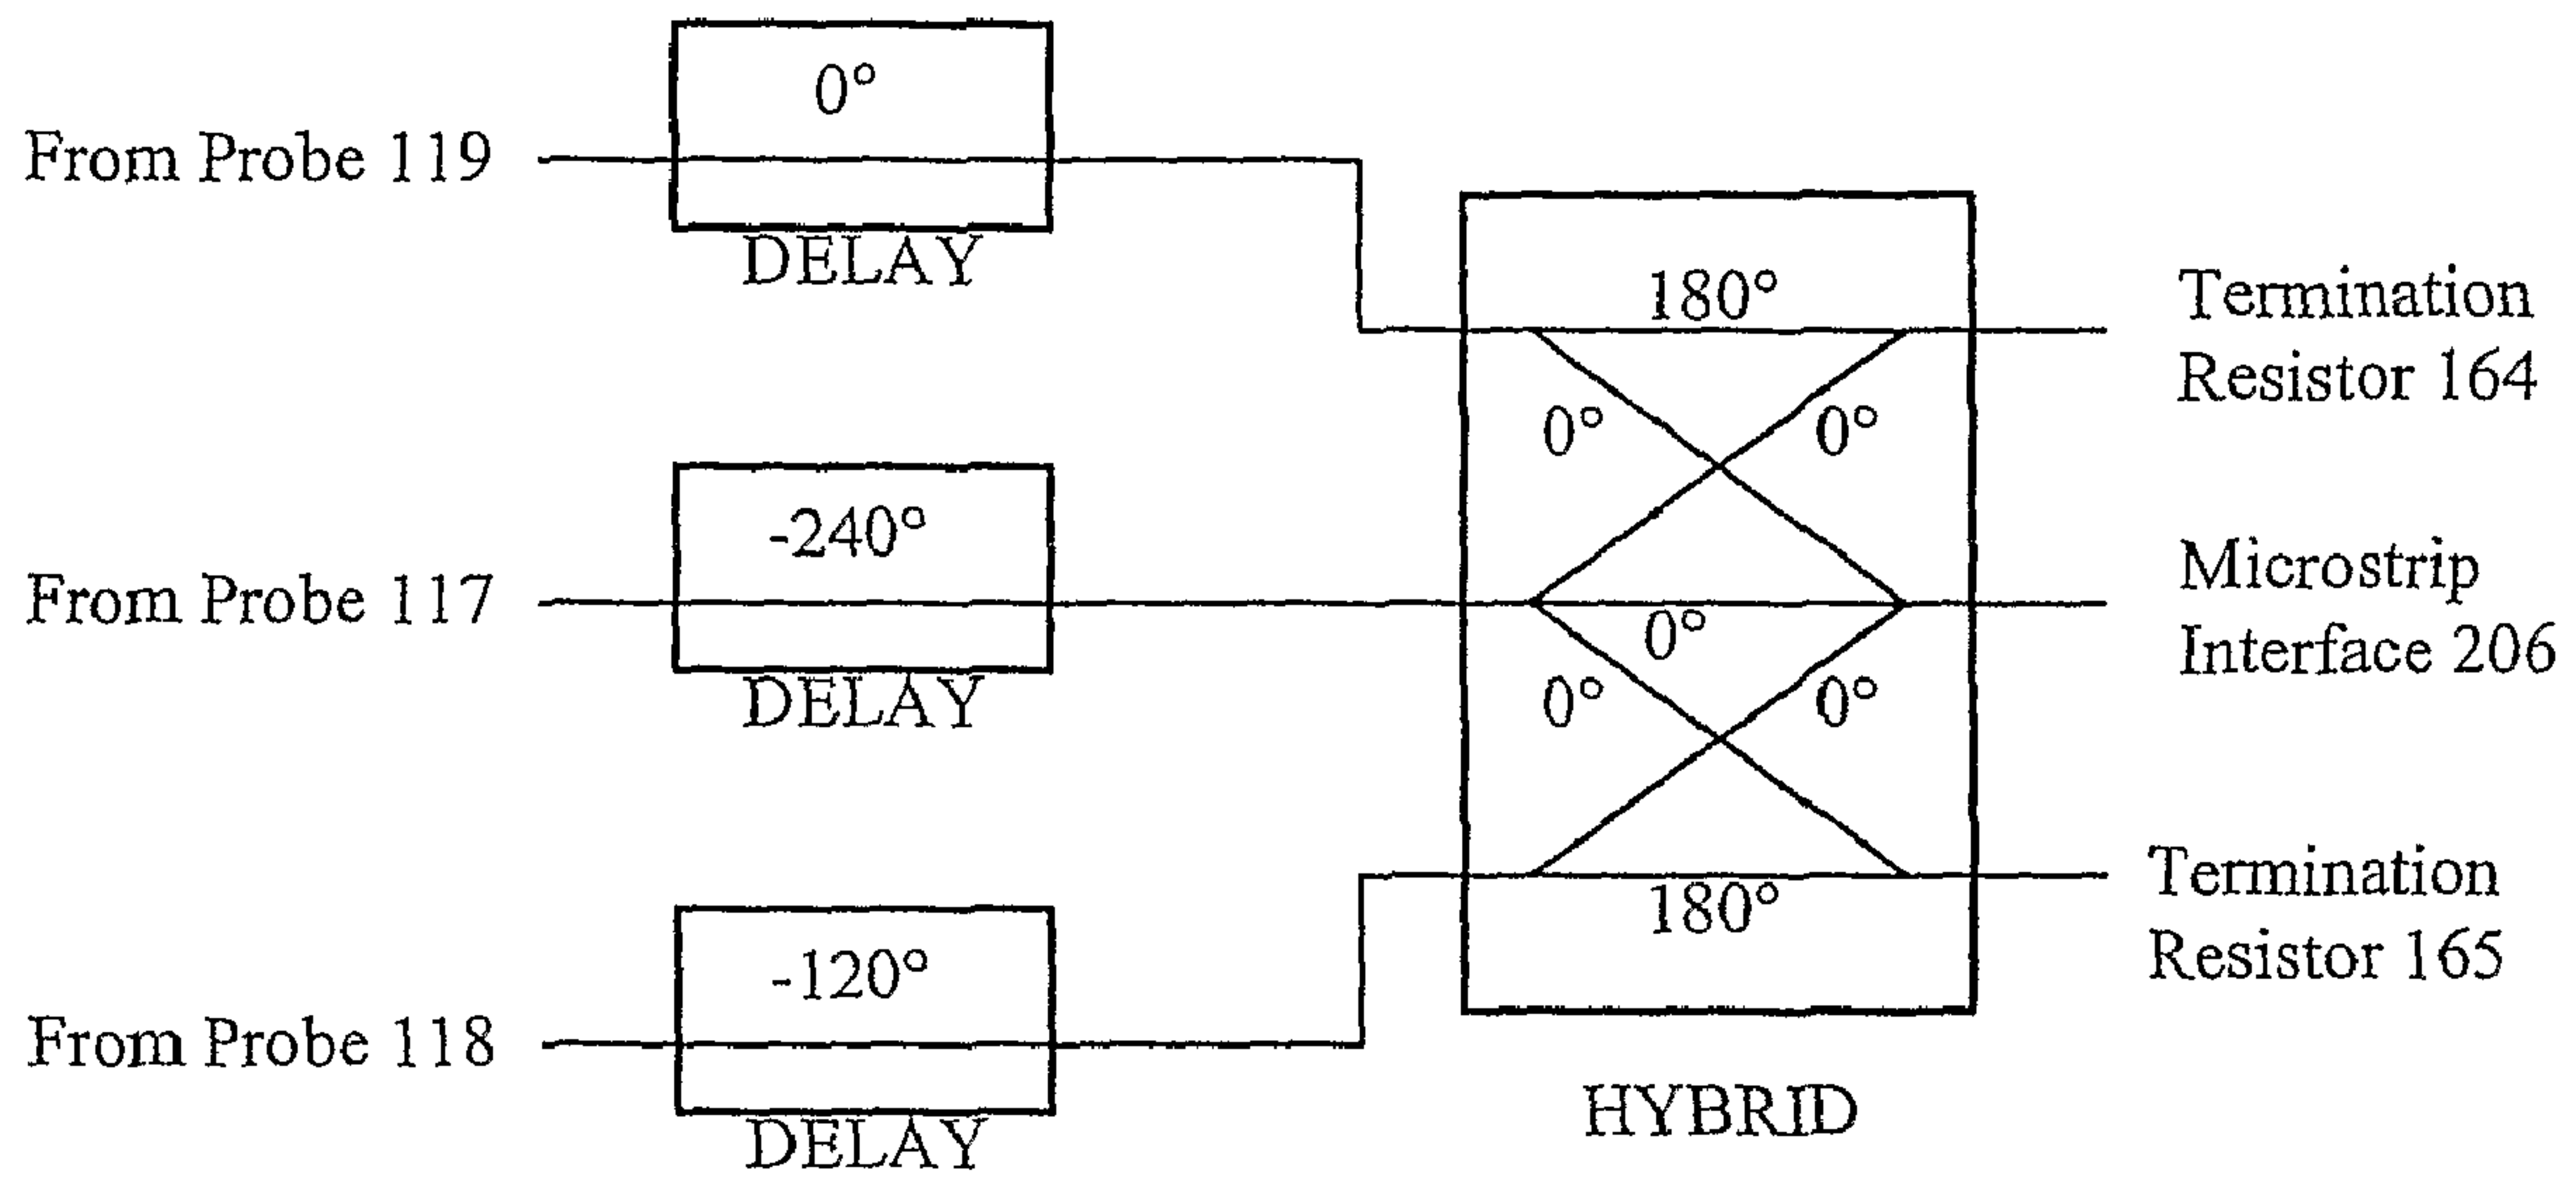 0°
From Probe 119
DELAY
180°
Termination
Resistor 164
0°
0°
-240°
From Probe 117
DELAY
0°
Microstrip
Interface 206
0°
0°
180°
Termination
Resistor 165
-120°
From Probe 118
DELAY
HYBRID